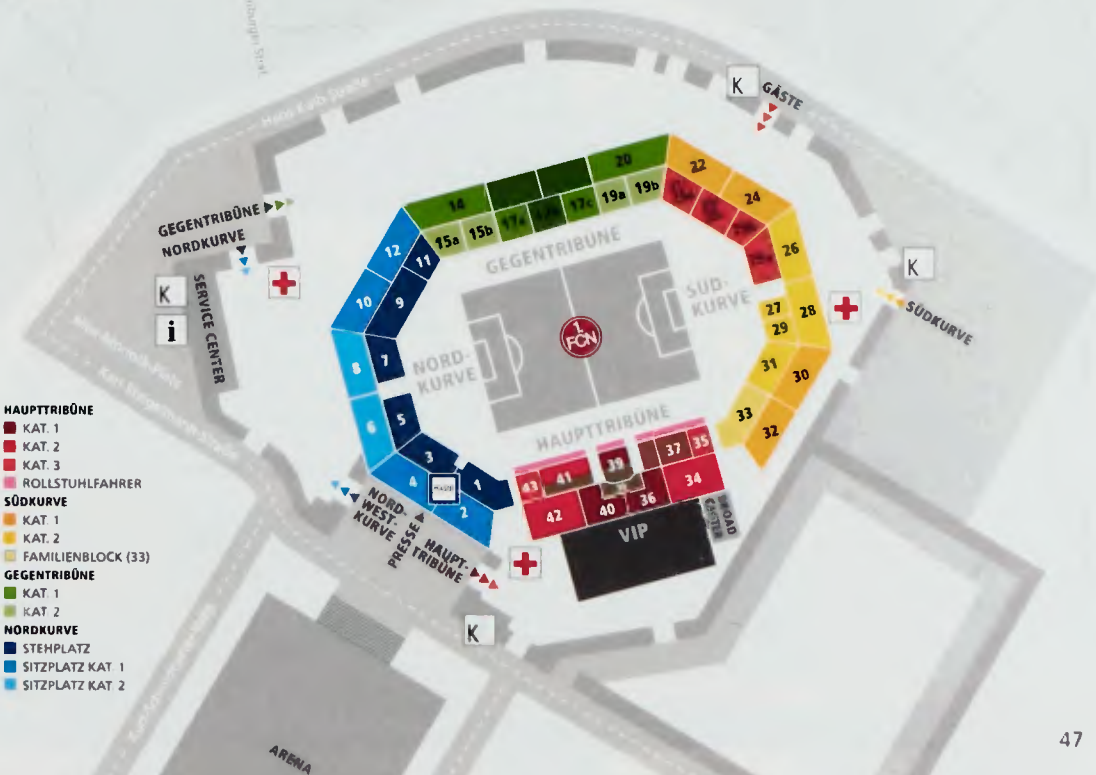 K
GÄSTE
GEGENTRIBÜNE
NORDKURVE
K
i
SERVICE CENTER
K
SÜDKURVE
14
20
22
24
26
28
30
32
33
31
29
27
15a
15b
17c
19a
19b
12
11
10
9
8
7
6
5
4
3
2
1
GEGENTRIBÜNE
SÜD-
KURVE
NORD-
KURVE
1.
FCN
HAUPTTRIBÜNE
43
41
39
37
35
42
40
36
34
VIP
NORD-
WEST-
KURVE
PRESSE
HAUPT-
TRIBÜNE
K
ARENA
HAUPTTRIBÜNE
KAT. 1
KAT. 2
KAT. 3
ROLLSTUHLFAHRER
SÜDKURVE
KAT. 1
KAT. 2
FAMILIENBLOCK (33)
GEGENTRIBÜNE
KAT. 1
KAT. 2
NORDKURVE
STEHPLATZ
SITZPLATZ KAT. 1
SITZPLATZ KAT. 2
47